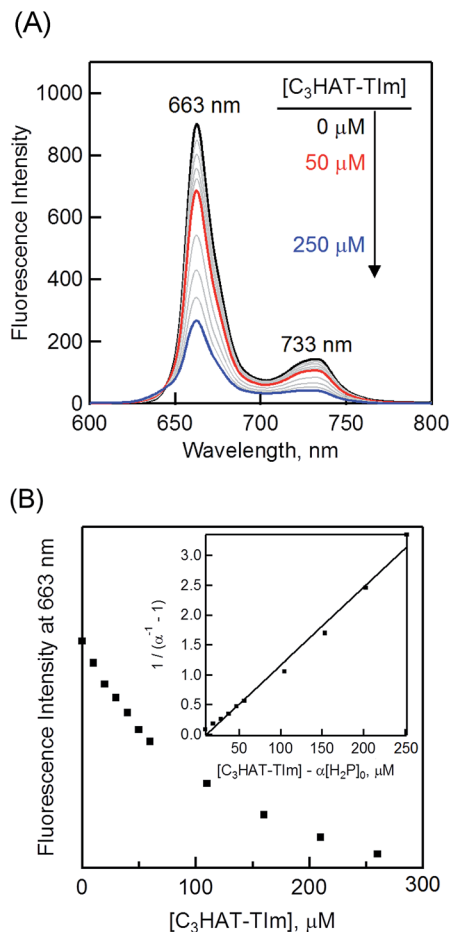 (A)
[C₃HAT-TIm]
663 nm
0 μM
50 μM
250 μM
733 nm
Fluorescence Intensity
1000
800
600
400
200
0
600 650 700 750 800
Wavelength, nm
(B)
Fluorescence Intensity at 663 nm
1 / (α⁻¹ - 1)
3.0
2.5
2.0
1.5
1.0
0.5
0.0
50 100 150 200 250
[C₃HAT-TIm] - α[H₂P]₀, μM
0 100 200 300
[C₃HAT-TIm], μM